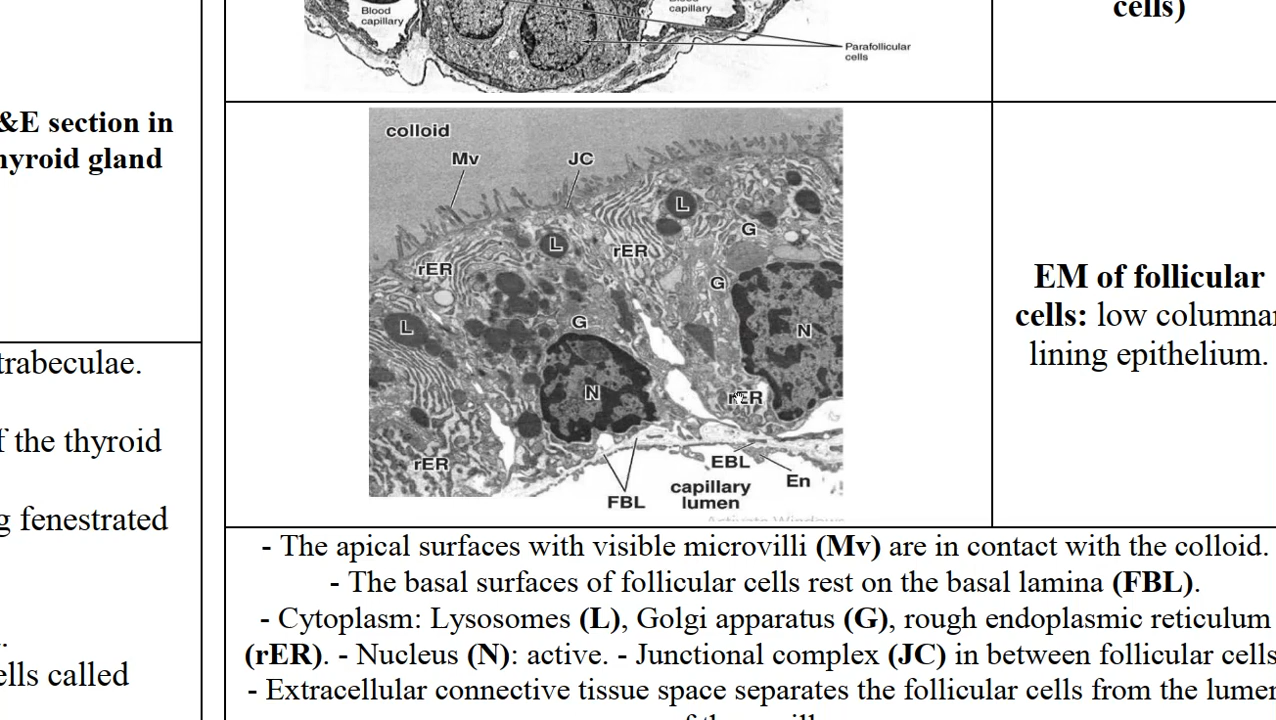 Blood
capillary
capillary
Parafollicular
cells
cells)
&E section in
hyroid gland
trabeculae.
f the thyroid
g fenestrated
ells called
colloid
Mv
JC
L
L
G
rER
rER
G
L
G
N
N
rER
rER
EBL
En
FBL
capillary
lumen
EM of follicular
cells: low columnar
lining epithelium.
- The apical surfaces with visible microvilli (Mv) are in contact with the colloid.
- The basal surfaces of follicular cells rest on the basal lamina (FBL).
- Cytoplasm: Lysosomes (L), Golgi apparatus (G), rough endoplasmic reticulum
(rER). - Nucleus (N): active. - Junctional complex (JC) in between follicular cells
- Extracellular connective tissue space separates the follicular cells from the lumen